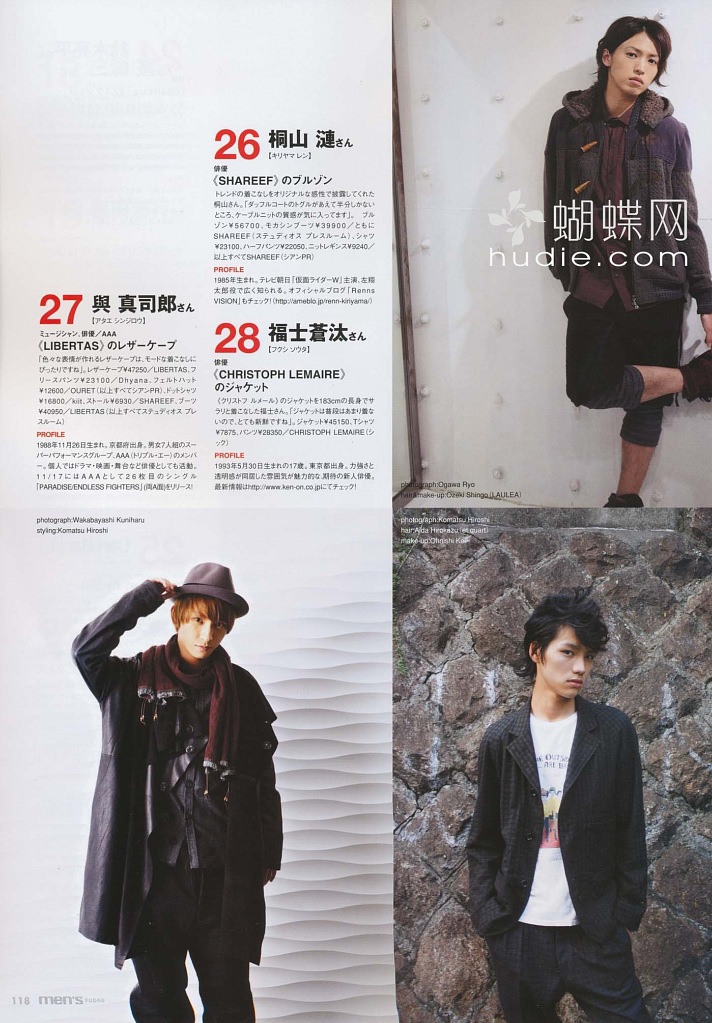 26 桐山 漣さん
【キリヤマ レン】
俳優
《SHAREEF》のブルゾン
トレンドの着こなしをオリジナルな感性で披露してくれた
桐山さん。「ダッフルコートのトグルがあえて半分しかない
ところ、ケーブルニットの質感が気に入ってます」。 ブル
ゾン¥56700、モカシンブーツ¥39900／ともに
SHAREEF（ステュディオス プレスルーム）、シャツ
¥23100、ハーフパンツ¥22050、ニットレギンス¥9240／
以上すべてSHAREEF（シアンPR）
PROFILE
1985年生まれ。テレビ朝日「仮面ライダーW」主演、左翔
太郎役で広く知られる。オフィシャルブログ「Renns
VISION」もチェック!（http://ameblo.jp/renn-kiriyama/）
27 與 真司郎さん
【アタエ シンジロウ】
ミュージシャン、俳優／AAA
《LIBERTAS》のレザーケープ
「色々な表情が作れるレザーケープは、モードな着こなしに
ぴったりですね」。レザーケープ¥47250／LIBERTAS、フ
リースパンツ¥23100／Dhyana、フェルトハット
¥12600／OURET（以上すべてシアンPR）、ドットシャツ
¥16800／kiit、ストール¥6930／SHAREEF、ブーツ
¥40950／LIBERTAS（以上すべてステュディオス プレ
スルーム）
PROFILE
1988年11月26日生まれ。京都府出身。男女7人組のスー
パーパフォーマンスグループ、AAA（トリプル・エー）のメンバ
ー。個人ではドラマ・映画・舞台など俳優としても活動。
11/17にはAAAとして26枚目のシングル
「PARADISE/ENDLESS FIGHTERS」（両A面）をリリース!
28 福士蒼汰さん
【フクシ ソウタ】
俳優
《CHRISTOPH LEMAIRE》
のジャケット
《クリストフ ルメール》のジャケットを183cmの長身でサ
ラリと着こなした福士さん。「ジャケットは普段はあまり着な
いので、とても新鮮ですね」。ジャケット¥45150、Tシャツ
¥7875、パンツ¥28350／CHRISTOPH LEMAIRE（シ
ック）
PROFILE
1993年5月30日生まれの17歳。東京都出身。力強さと
透明感が同居した雰囲気が魅力的な、期待の新人俳優。
最新情報はhttp://www.ken-on.co.jpにてチェック!
蝴蝶网
hudie.com
photograph:Ogawa Ryo
hair&make-up:Ozeki Shingo (LAULEA)
photograph:Wakabayashi Kuniharu
styling:Komatsu Hiroshi
photograph:Komatsu Hiroshi
hair:Aida Hirokazu (et quart)
make-up:Ohnishi Kei
118 men's